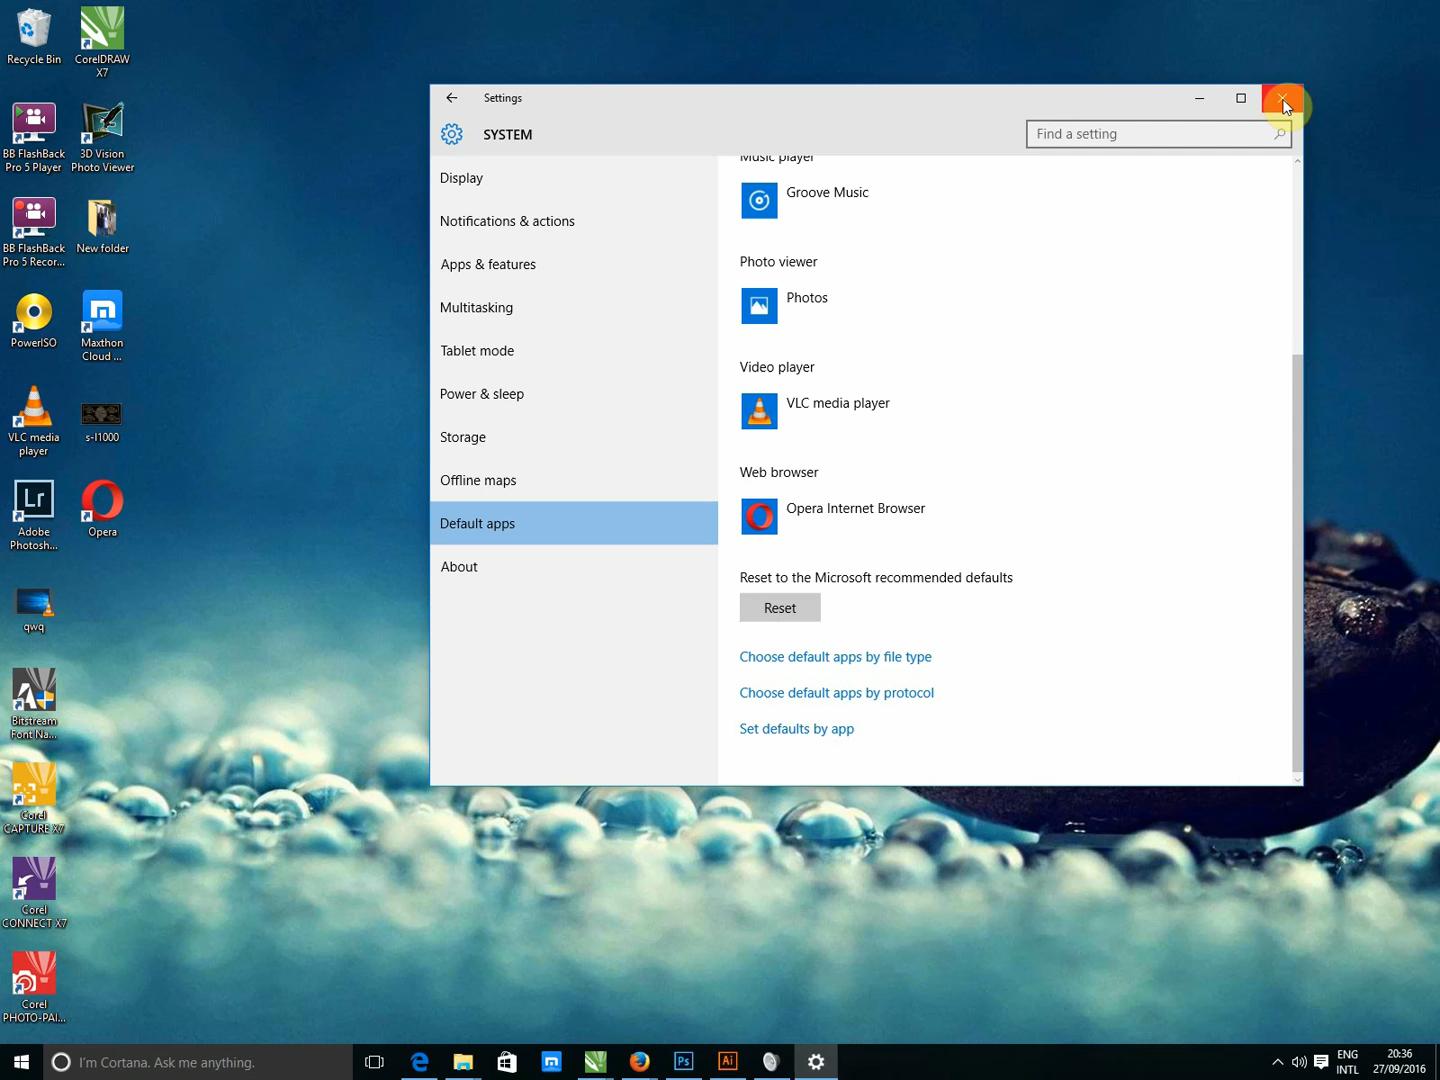 Recycle Bin
CorelDRAW
X7
BB FlashBack
Pro 5 Player
3D Vision
Photo Viewer
BB FlashBack
Pro 5 Recor...
New folder
PowerISO
Maxthon
Cloud ...
VLC media
player
s-l1000
Lr
Adobe
Photosh...
Opera
qwq
Bitstream
Font Na...
Corel
CAPTURE X7
Corel
CONNECT X7
Corel
PHOTO-PAI...
Settings
SYSTEM
Find a setting
Display
Notifications & actions
Apps & features
Multitasking
Tablet mode
Power & sleep
Storage
Offline maps
Default apps
About
Music player
Groove Music
Photo viewer
Photos
Video player
VLC media player
Web browser
Opera Internet Browser
Reset to the Microsoft recommended defaults
Reset
Choose default apps by file type
Choose default apps by protocol
Set defaults by app
I'm Cortana. Ask me anything.
Ps
Ai
ENG
INTL
20:36
27/09/2016